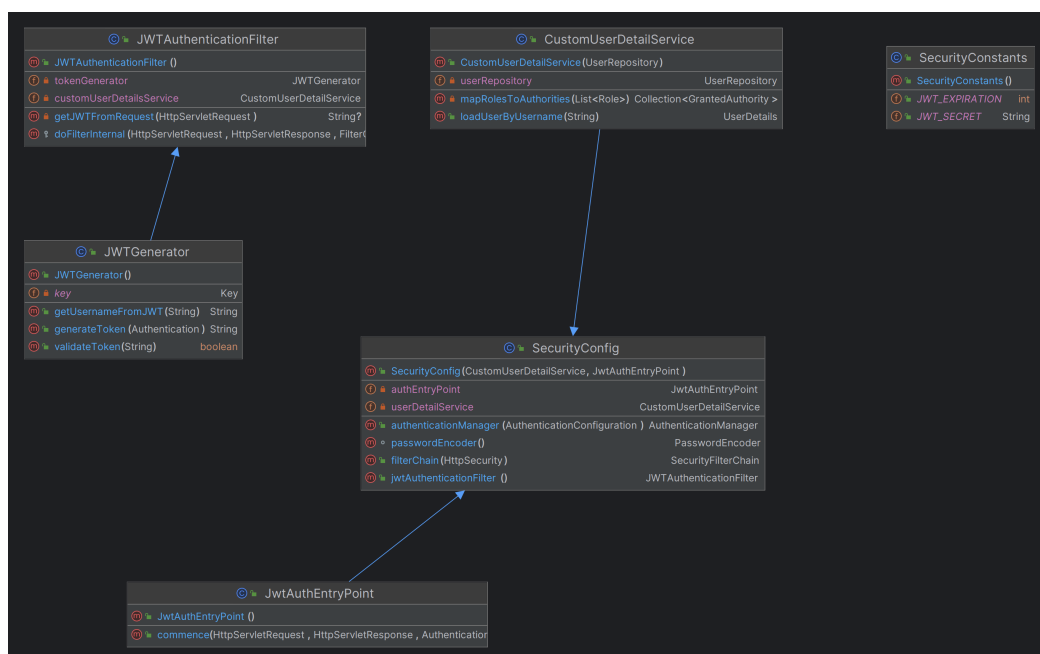 JWTAuthenticationFilter
JWTAuthenticationFilter ()
tokenGenerator JWTGenerator
customUserDetailsService CustomUserDetailService
getJWTFromRequest(HttpServletRequest ) String?
doFilterInternal (HttpServletRequest , HttpServletResponse , Filter
CustomUserDetailService
CustomUserDetailService(UserRepository)
userRepository UserRepository
mapRolesToAuthorities(List<Role>) Collection<GrantedAuthority >
loadUserByUsername(String) UserDetails
SecurityConstants
SecurityConstants()
JWT_EXPIRATION int
JWT_SECRET String
JWTGenerator
JWTGenerator()
key Key
getUsernameFromJWT(String) String
generateToken(Authentication ) String
validateToken(String) boolean
SecurityConfig
SecurityConfig(CustomUserDetailService, JwtAuthEntryPoint )
authEntryPoint JwtAuthEntryPoint
userDetailService CustomUserDetailService
authenticationManager (AuthenticationConfiguration ) AuthenticationManager
passwordEncoder() PasswordEncoder
filterChain(HttpSecurity) SecurityFilterChain
jwtAuthenticationFilter () JWTAuthenticationFilter
JwtAuthEntryPoint
JwtAuthEntryPoint ()
commence(HttpServletRequest , HttpServletResponse , Authentication